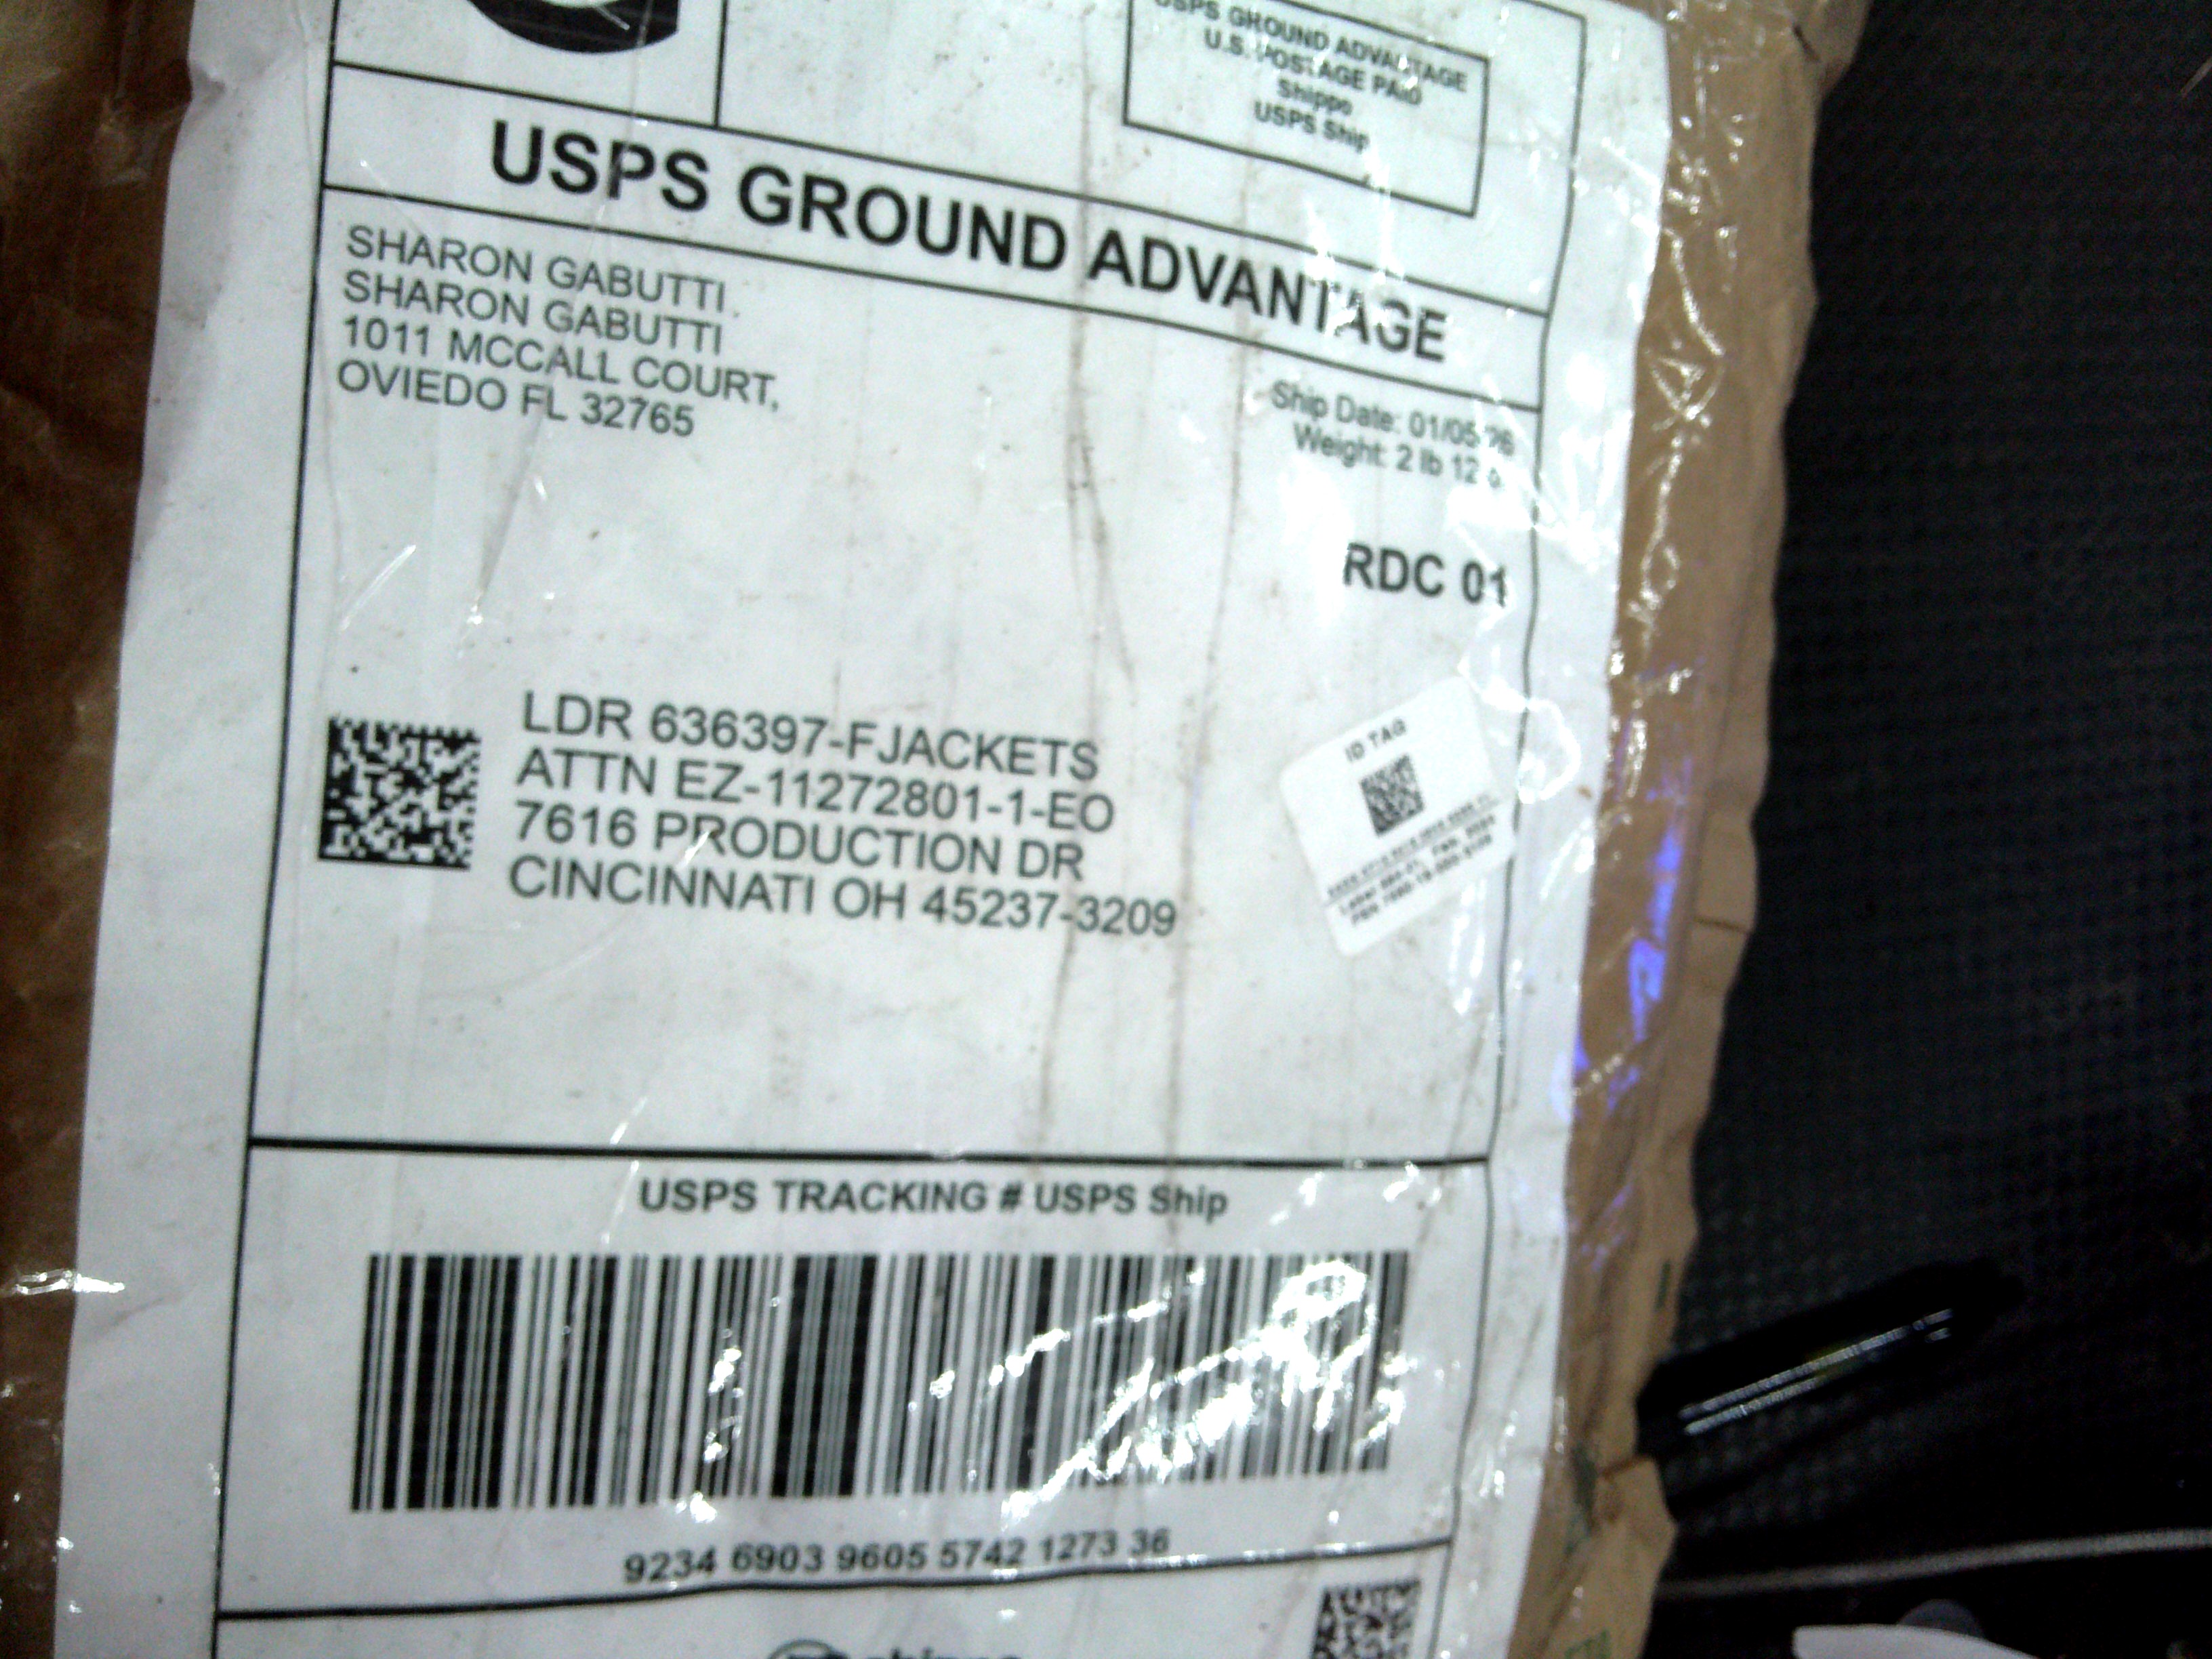 USPS GROUND ADVANTAGE
U.S. POSTAGE PAID
Shippo
USPS Ship
USPS GROUND ADVANTAGE
SHARON GABUTTI.
SHARON GABUTTI
1011 MCCALL COURT,
OVIEDO FL 32765
Ship Date: 01/05/26
Weight: 2 lb 12 o
RDC 01
LDR 636397-FJACKETS
ATTN EZ-11272801-1-EO
7616 PRODUCTION DR
CINCINNATI OH 45237-3209
ID TAG
USPS TRACKING # USPS Ship
9234 6903 9605 5742 1273 36